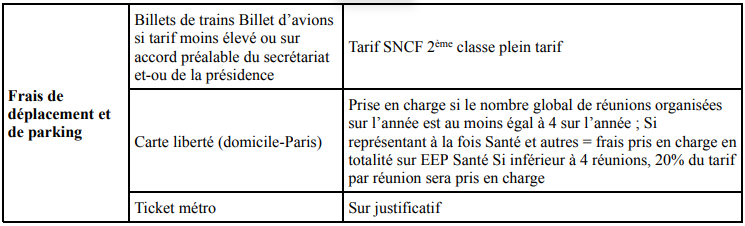 Frais de
déplacement et
de parking
Billets de trains Billet d’avions
si tarif moins élevé ou sur
accord préalable du secrétariat
et-ou de la présidence
Tarif SNCF 2ème classe plein tarif
Carte liberté (domicile-Paris)
Prise en charge si le nombre global de réunions organisées
sur l’année est au moins égal à 4 sur l’année ; Si
représentant à la fois Santé et autres = frais pris en charge en
totalité sur EEP Santé Si inférieur à 4 réunions, 20% du tarif
par réunion sera pris en charge
Ticket métro
Sur justificatif